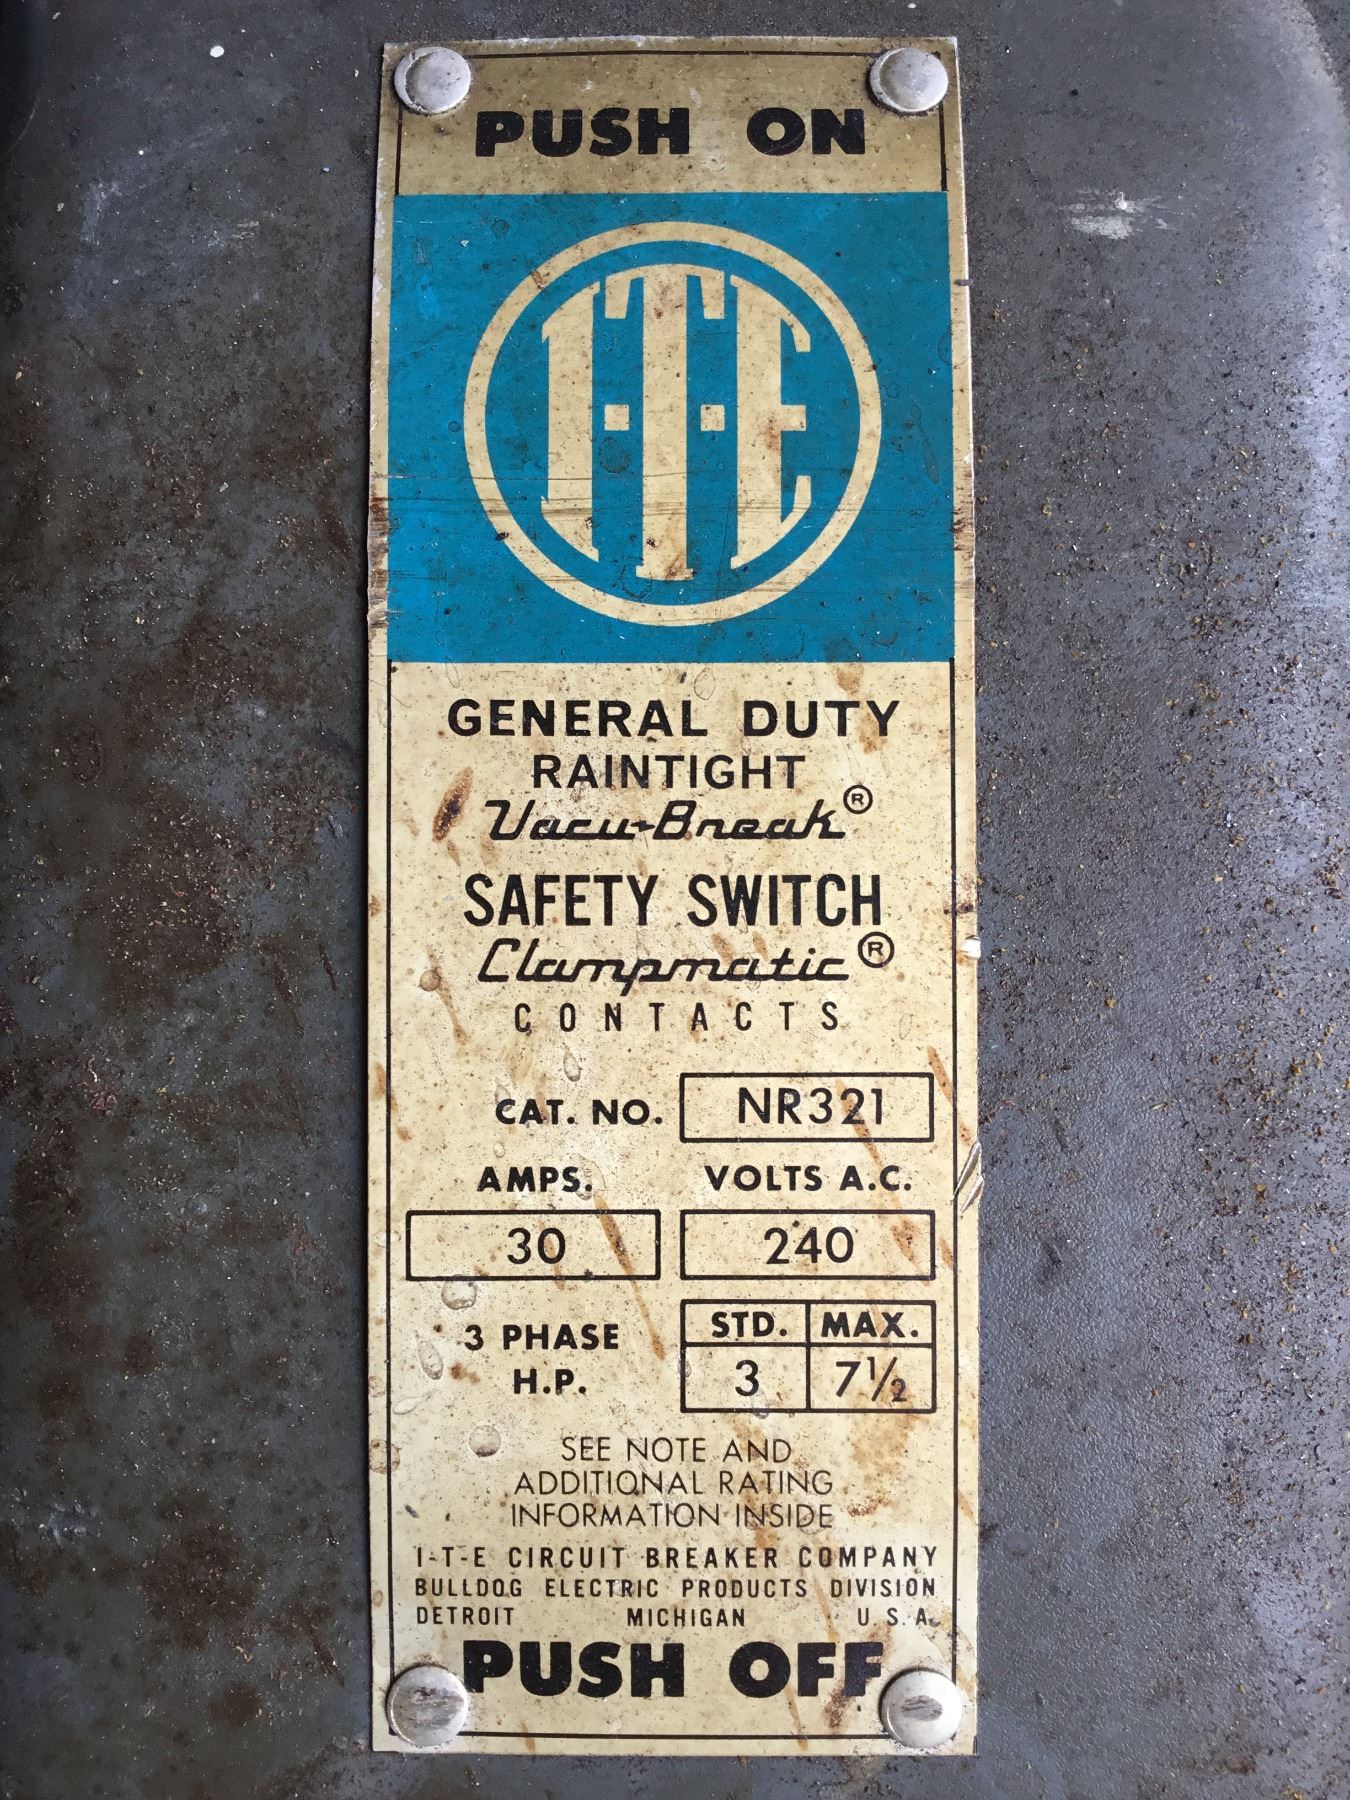 PUSH ON
I-T-E
GENERAL DUTY
RAINTIGHT
Vacu-Break®
SAFETY SWITCH
Clampmatic®
CONTACTS
CAT. NO. NR321
AMPS. VOLTS A.C.
30 240
3 PHASE STD. MAX.
H.P. 3 7½
SEE NOTE AND
ADDITIONAL RATING
INFORMATION INSIDE
I-T-E CIRCUIT BREAKER COMPANY
BULLDOG ELECTRIC PRODUCTS DIVISION
DETROIT MICHIGAN U.S.A.
PUSH OFF